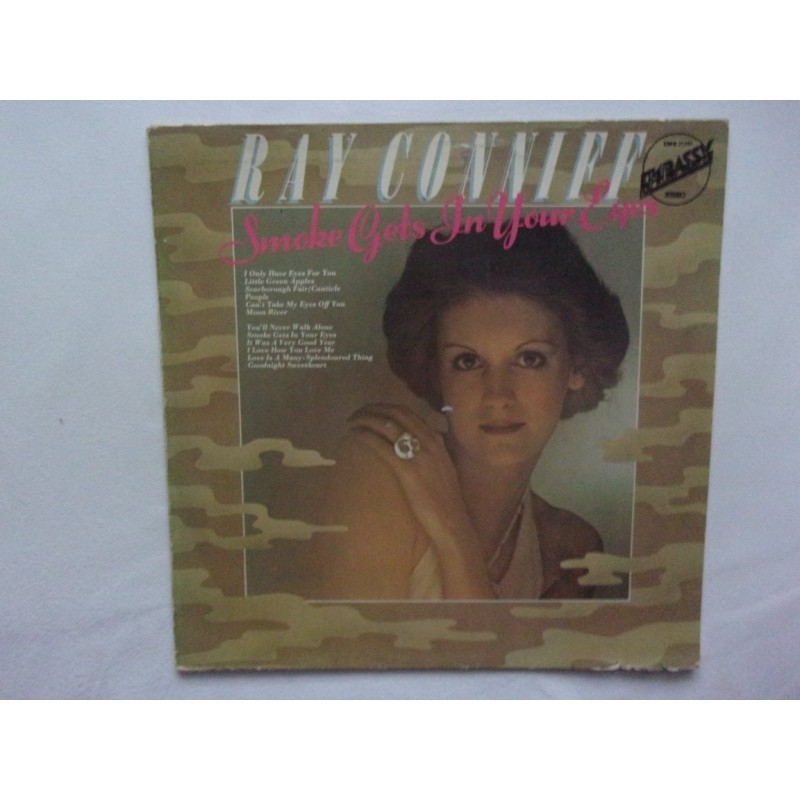 RAY CONNIFF
EMBASSY
STEREO
Smoke Gets In Your Eyes
I Only Have Eyes For You
Little Green Apples
Scarborough Fair/Canticle
People
Can't Take My Eyes Off You
Moon River
You'll Never Walk Alone
Smoke Gets In Your Eyes
It Was A Very Good Year
I Love How You Love Me
Love Is A Many-Splendoured Thing
Goodnight Sweetheart